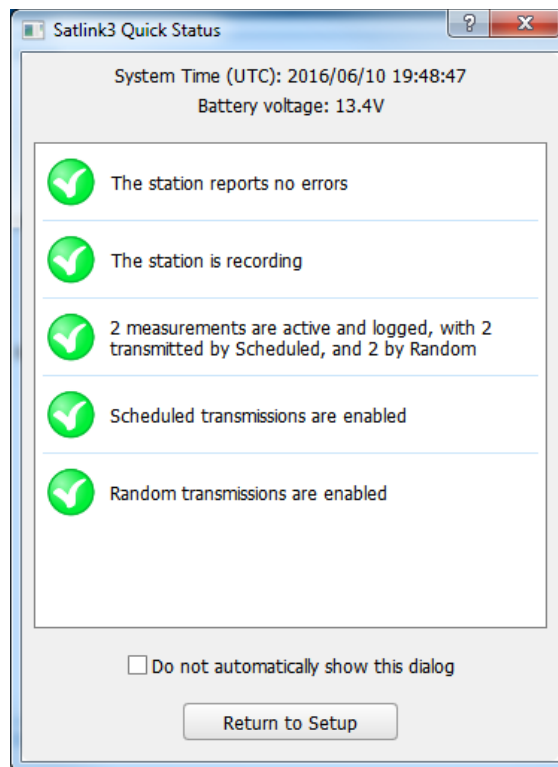 Satlink3 Quick Status
System Time (UTC): 2016/06/10 19:48:47
Battery voltage: 13.4V
The station reports no errors
The station is recording
2 measurements are active and logged, with 2
transmitted by Scheduled, and 2 by Random
Scheduled transmissions are enabled
Random transmissions are enabled
Do not automatically show this dialog
Return to Setup